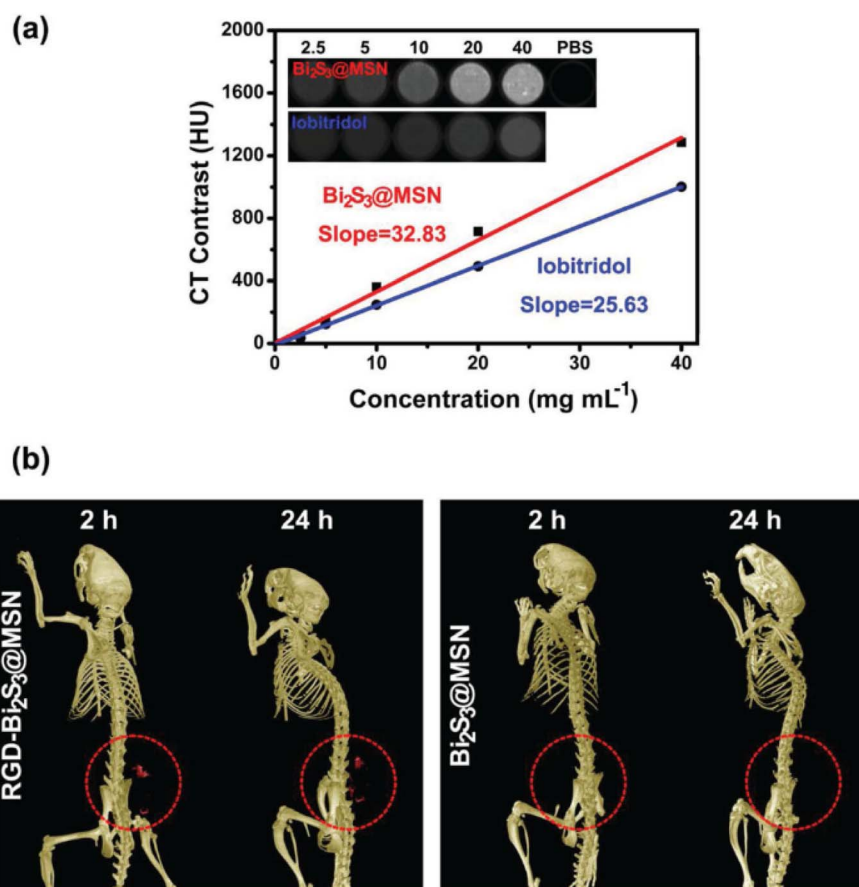 (a)
2000
1600
1200
800
400
0
CT Contrast (HU)
2.5 5 10 20 40 PBS
Bi₂S₃@MSN
Iobitridol
Bi₂S₃@MSN
Slope=32.83
Iobitridol
Slope=25.63
0 10 20 30 40
Concentration (mg mL⁻¹)
(b)
RGD-Bi₂S₃@MSN
2 h 24 h
Bi₂S₃@MSN
2 h 24 h